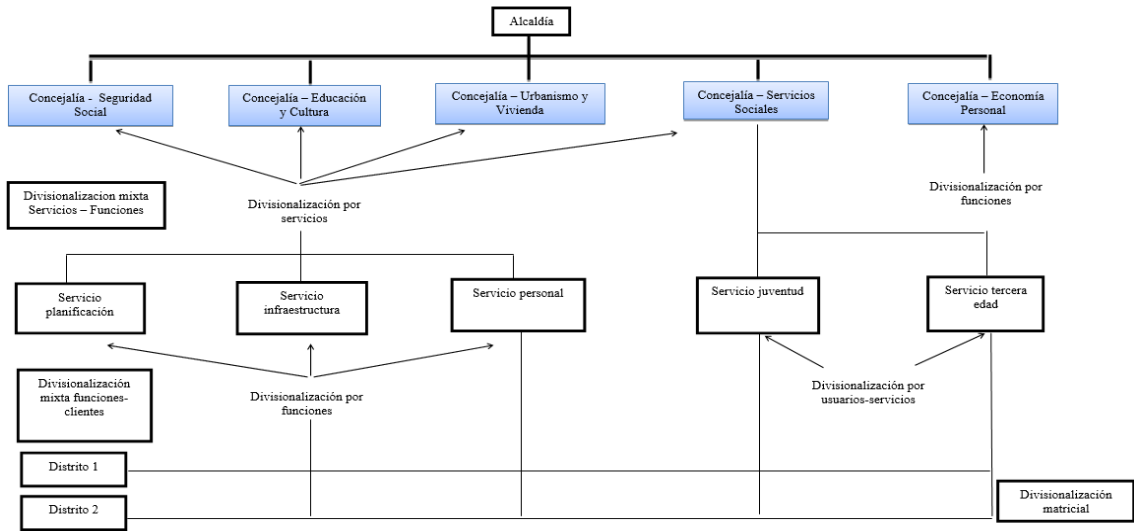 Alcaldía
Concejalía - Seguridad
Social
Concejalía – Educación
y Cultura
Concejalía – Urbanismo y
Vivienda
Concejalía – Servicios
Sociales
Concejalía – Economía
Personal
Divisionalizacion mixta
Servicios – Funciones
Divisionalización por
servicios
Divisionalización por
funciones
Servicio
planificación
Servicio
infraestructura
Servicio personal
Servicio juventud
Servicio tercera
edad
Divisionalización
mixta funciones-
clientes
Divisionalización por
funciones
Divisionalización por
usuarios-servicios
Distrito 1
Distrito 2
Divisionalización
matricial